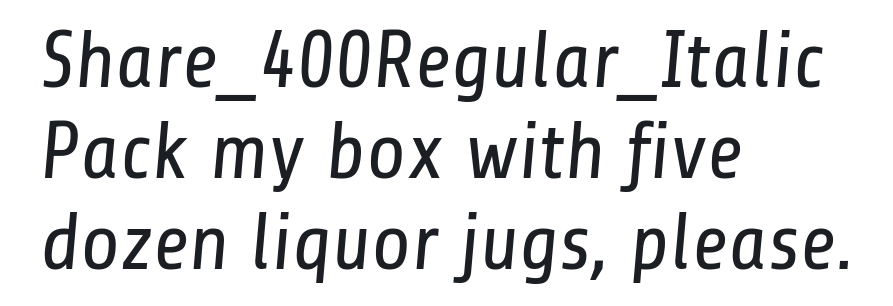 Share_400Regular_Italic
Pack my box with five
dozen liquor jugs, please.